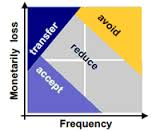 Monetarily loss
transfer
avoid
reduce
accept
Frequency